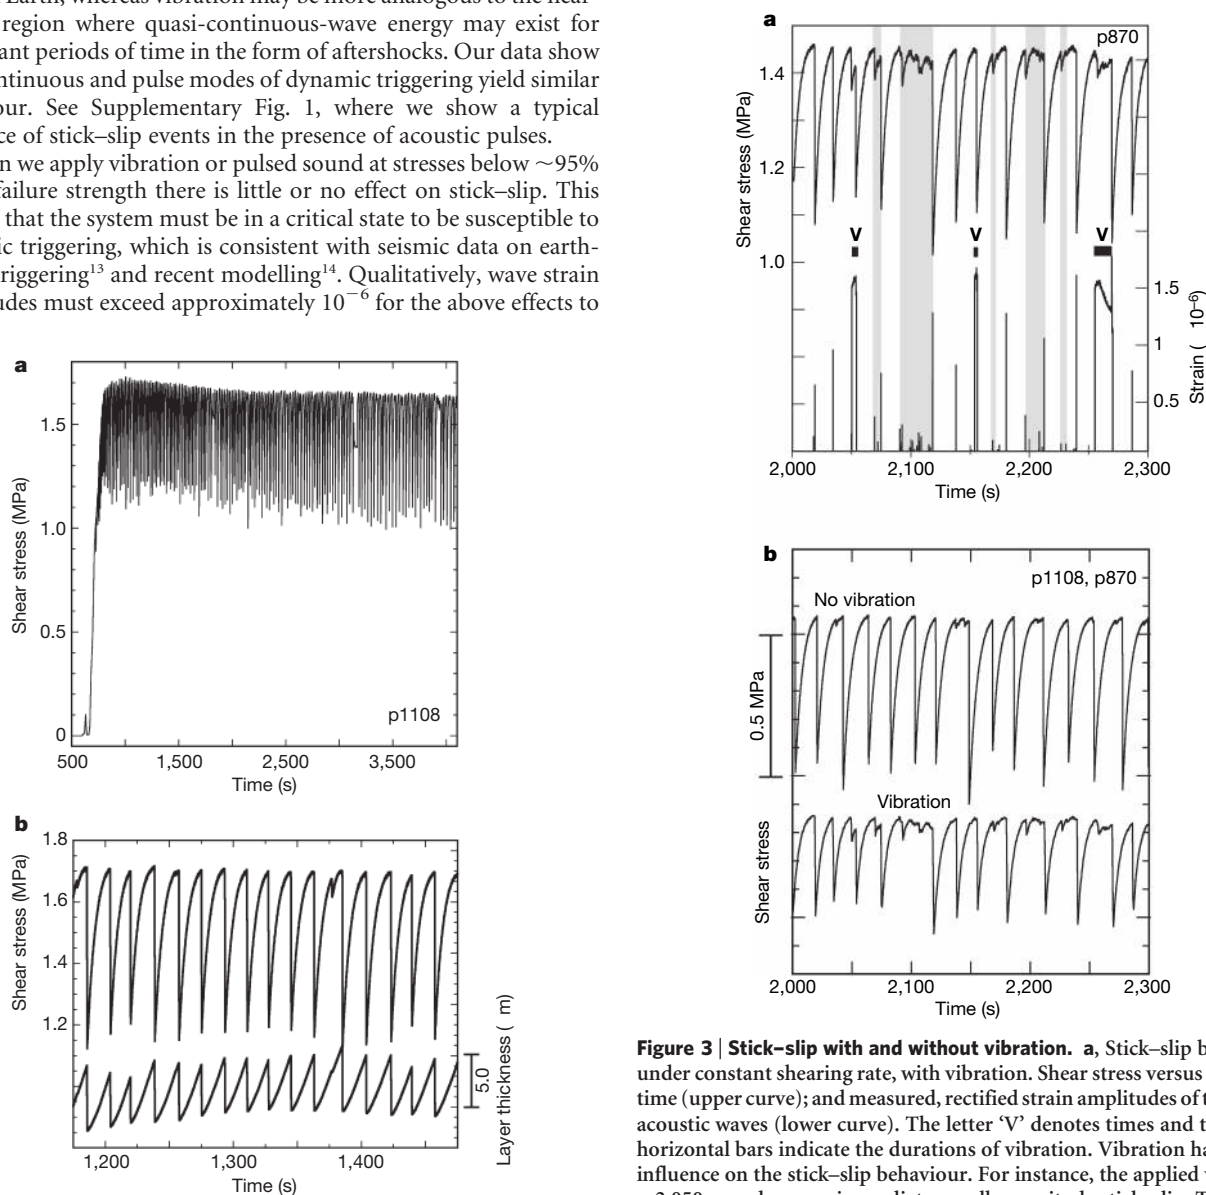 Earth, whereas vibration may be more analogous to the near-
region where quasi-continuous-wave energy may exist for
ant periods of time in the form of aftershocks. Our data show
ntinuous and pulse modes of dynamic triggering yield similar
our. See Supplementary Fig. 1, where we show a typical
ce of stick–slip events in the presence of acoustic pulses.
n we apply vibration or pulsed sound at stresses below ~95%
failure strength there is little or no effect on stick–slip. This
that the system must be in a critical state to be susceptible to
ic triggering, which is consistent with seismic data on earth-
riggering¹³ and recent modelling¹⁴. Qualitatively, wave strain
udes must exceed approximately 10⁻⁶ for the above effects to
a
Shear stress (MPa)
1.5
1.0
0.5
0
p1108
500
1,500
2,500
3,500
Time (s)
b
Shear stress (MPa)
1.8
1.6
1.4
1.2
Layer thickness ( m)
5.0
1,200
1,300
1,400
Time (s)
a
p870
Shear stress (MPa)
1.4
1.2
1.0
V
V
V
1.5
1
0.5
Strain ( 10⁻⁶)
2,000
2,100
2,200
2,300
Time (s)
b
p1108, p870
No vibration
0.5 MPa
Vibration
Shear stress
2,000
2,100
2,200
2,300
Time (s)
Figure 3 | Stick–slip with and without vibration. a, Stick–slip b
under constant shearing rate, with vibration. Shear stress versus
time (upper curve); and measured, rectified strain amplitudes of t
acoustic waves (lower curve). The letter ‘V’ denotes times and t
horizontal bars indicate the durations of vibration. Vibration ha
influence on the stick–slip behaviour. For instance, the applied v